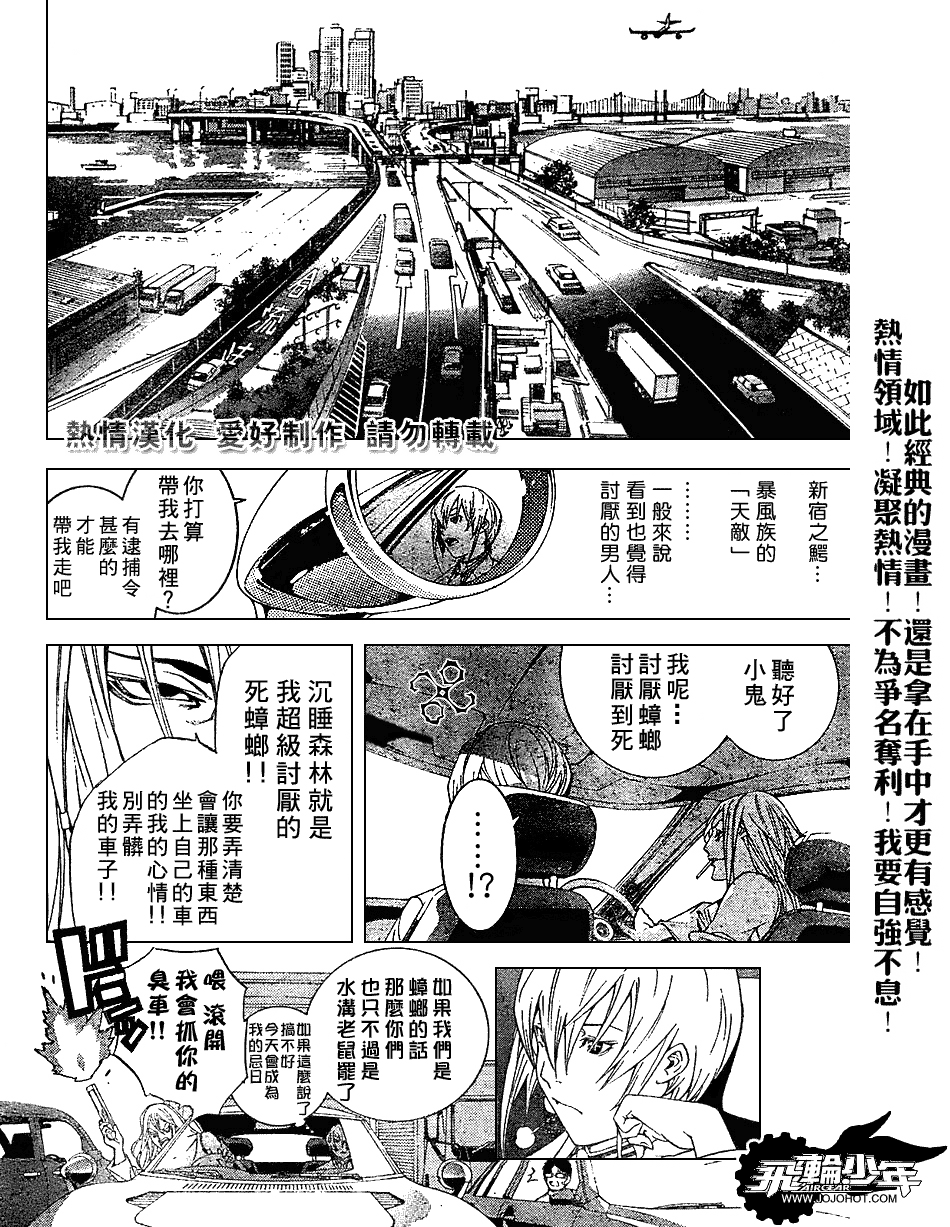 熱情漢化 愛好制作 請勿轉載
新宿之鰐…
暴風族的
「天敵」
………
一般來說
看到也覺得
討厭的男人…
你打算
帶我去哪裡?
有逮捕令
甚麼的
才能
帶我走吧
聽好了
小鬼
我呢…
討厭蟑螂
討厭到死
……!?
沉睡森林就是
我超級討厭的
死蟑螂!!
你要弄清楚
會讓那種東西
坐上自己的車
的我的心情!!
別弄髒
我的車子!!
如果我們是
蟑螂的話
那麼你們
也只不過是
水溝老鼠罷了
如果這麼說了
搞不好
今天會成為
我的忌日
喂 滾開
我會抓你的
臭車!!
如此經典的漫畫!還是拿在手中才更有感覺!
熱情領域!凝聚熱情!不為爭名奪利!我要自強不息!
飛輪少年
AIRGEAR
WWW.JOJOHOT.COM